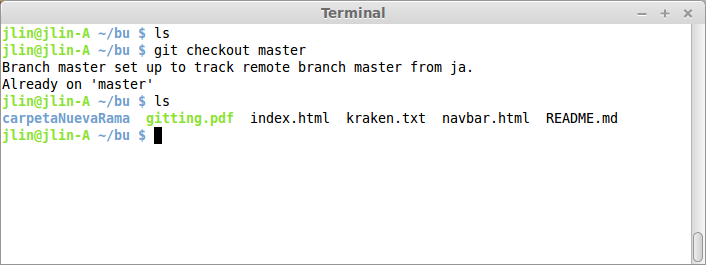 Terminal
jlin@jlin-A ~/bu $ ls
jlin@jlin-A ~/bu $ git checkout master
Branch master set up to track remote branch master from ja.
Already on 'master'
jlin@jlin-A ~/bu $ ls
carpetaNuevaRama  gitting.pdf  index.html  kraken.txt  navbar.html  README.md
jlin@jlin-A ~/bu $